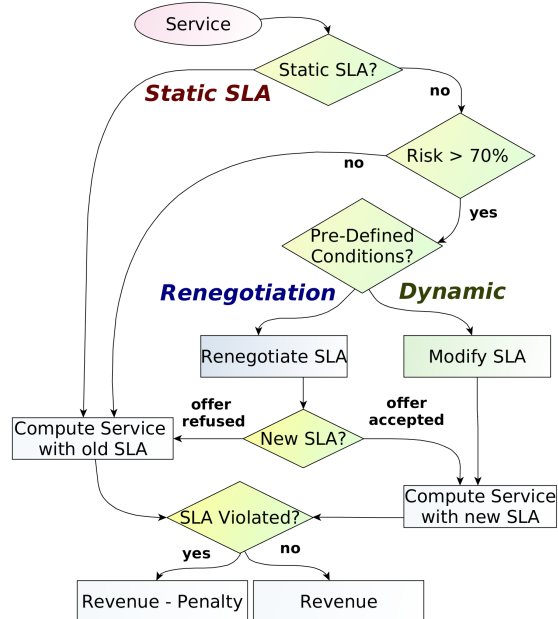 Service
Static SLA?
Static SLA
no
Risk > 70%
no
yes
Pre-Defined
Conditions?
Renegotiation
Dynamic
Renegotiate SLA
Modify SLA
offer
refused
offer
accepted
New SLA?
Compute Service
with old SLA
Compute Service
with new SLA
SLA Violated?
yes
no
Revenue - Penalty
Revenue